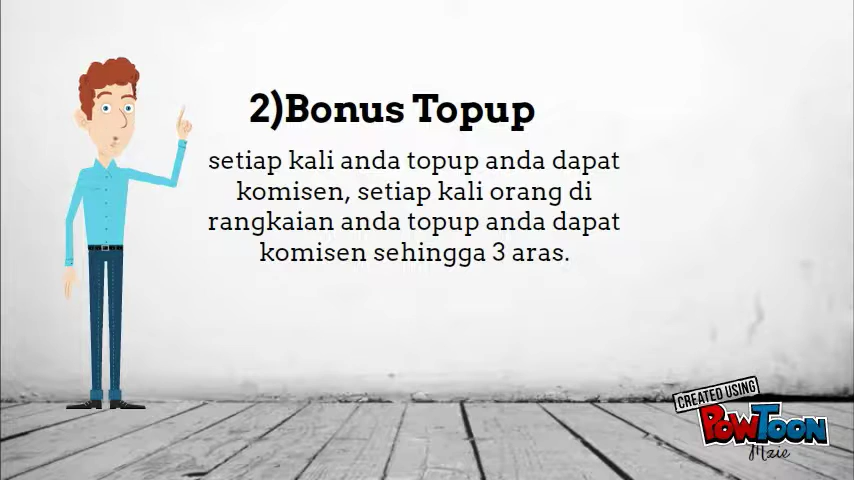 2)Bonus Topup
setiap kali anda topup anda dapat
komisen, setiap kali orang di
rangkaian anda topup anda dapat
komisen sehingga 3 aras.
CREATED USING
POWTOON
Mzie